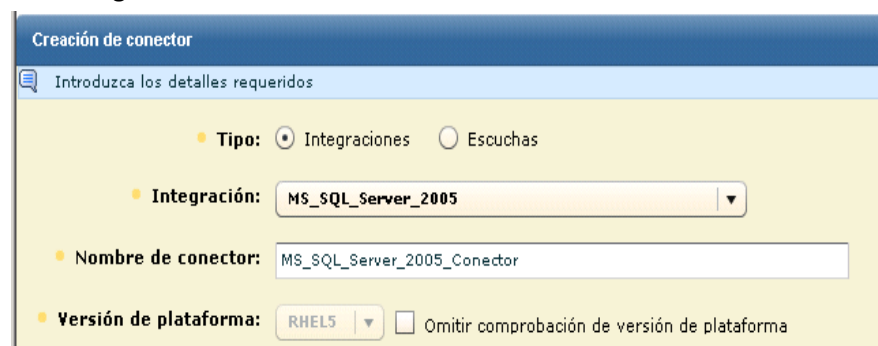 Creación de conector
Introduzca los detalles requeridos
Tipo: Integraciones Escuchas
Integración: MS_SQL_Server_2005
Nombre de conector: MS_SQL_Server_2005_Conector
Versión de plataforma: RHEL5 Omitir comprobación de versión de plataforma